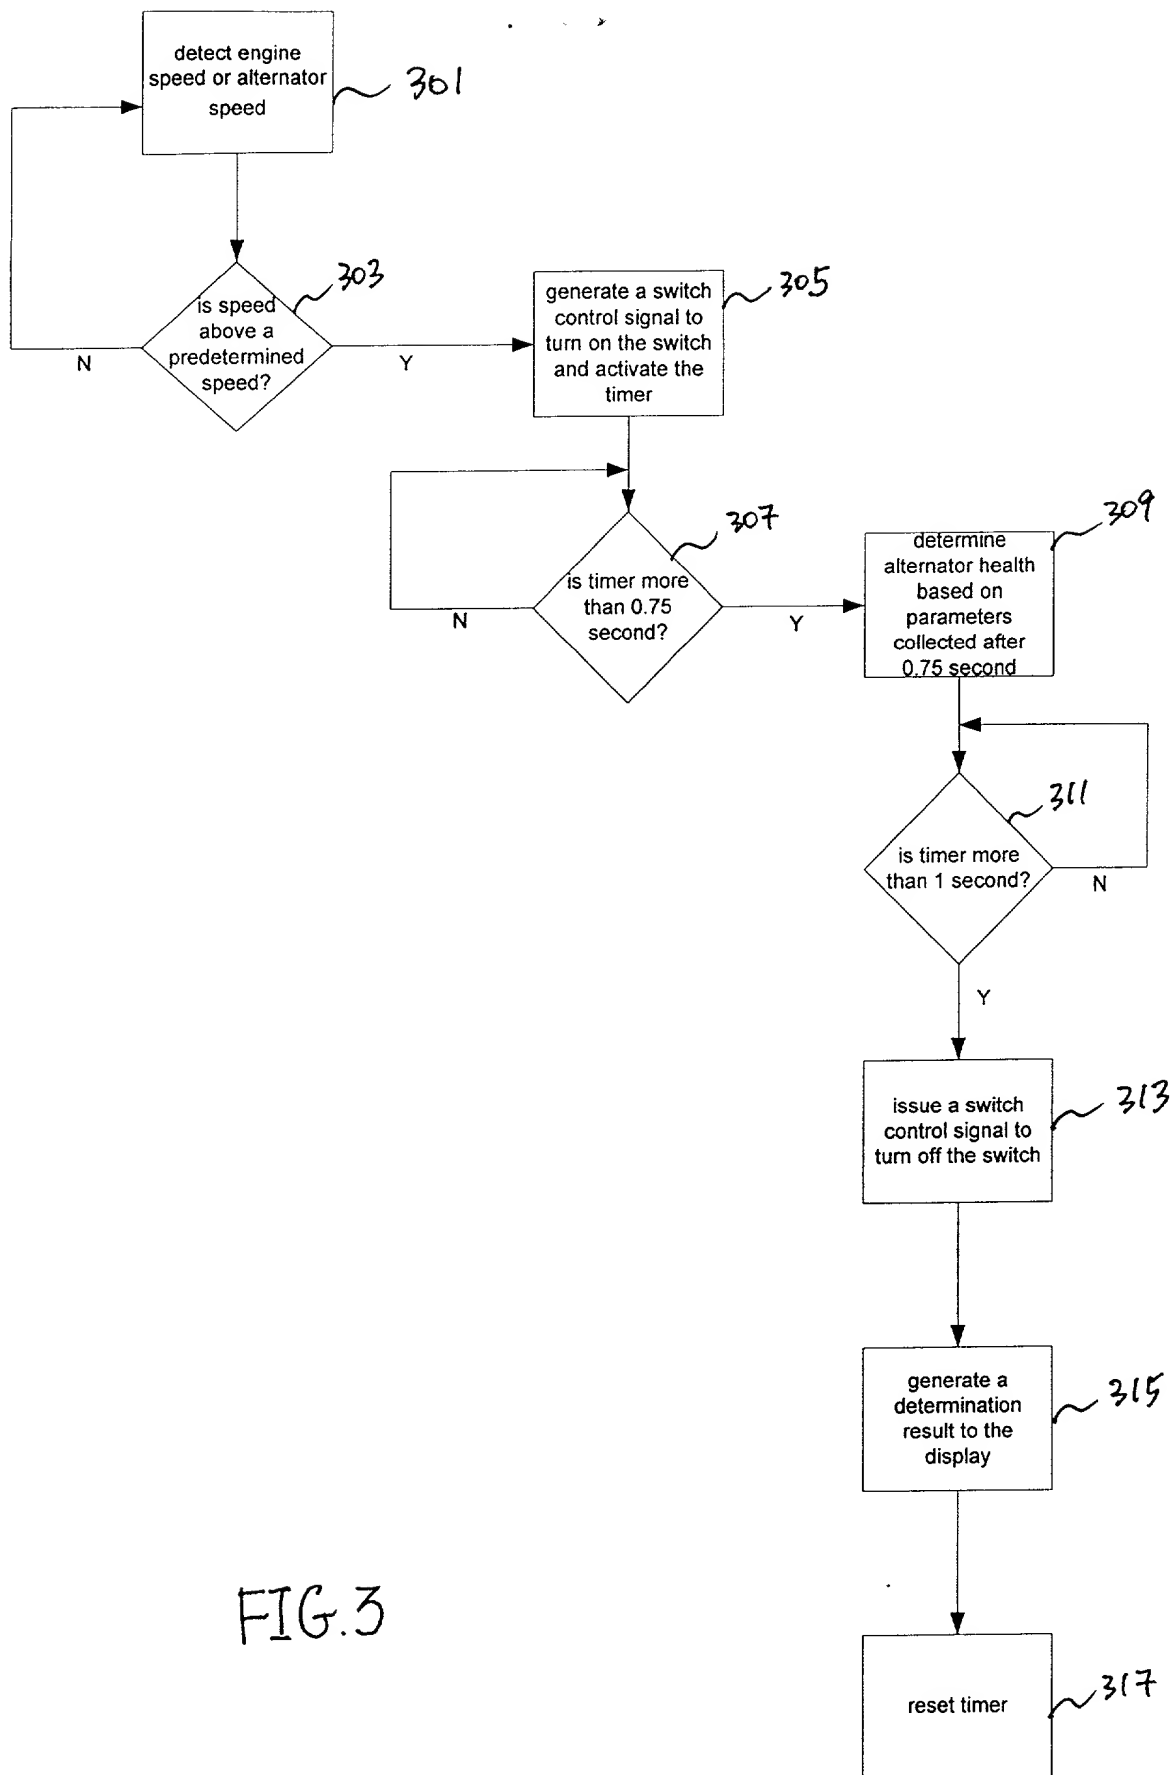 detect engine
speed or alternator
speed
301
is speed
above a
predetermined
speed?
303
N
Y
generate a switch
control signal to
turn on the switch
and activate the
timer
305
is timer more
than 0.75
second?
307
N
Y
determine
alternator health
based on
parameters
collected after
0.75 second
309
is timer more
than 1 second?
311
N
Y
issue a switch
control signal to
turn off the switch
313
generate a
determination
result to the
display
315
reset timer
317
FIG.3